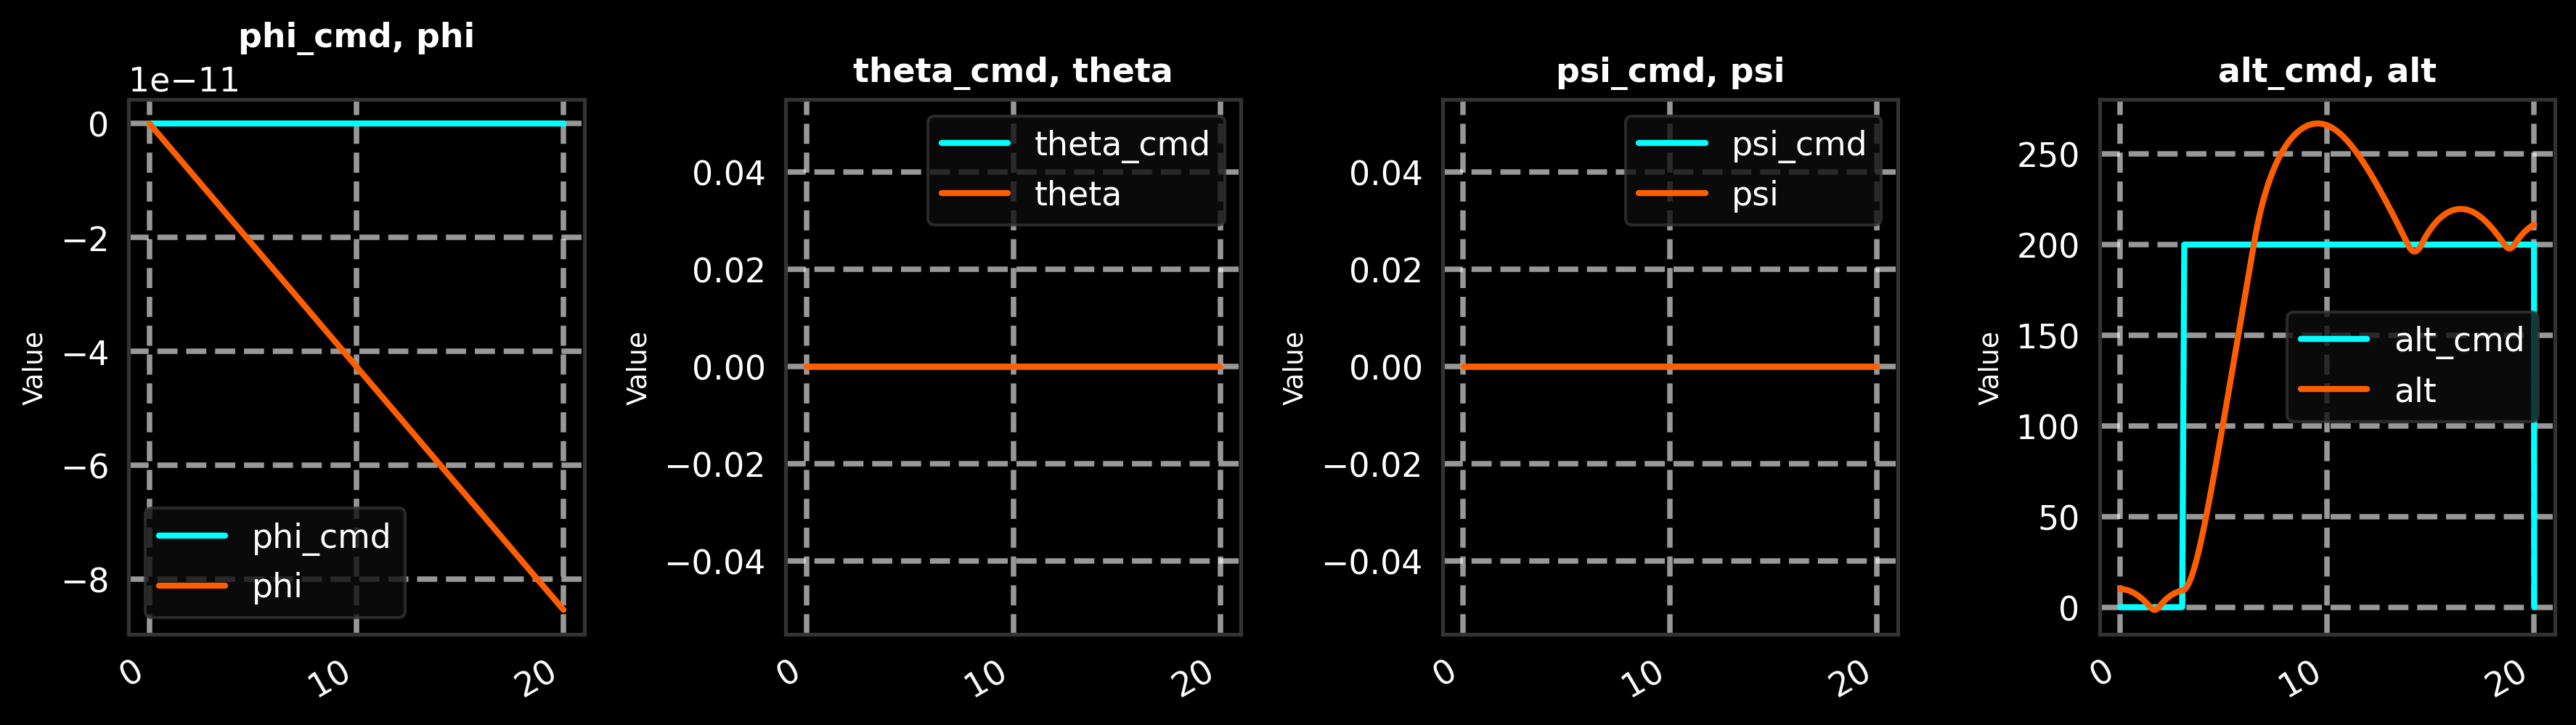 phi_cmd, phi
1e−11
0
−2
−4
−6
−8
Value
phi_cmd
phi
0
10
20
theta_cmd, theta
0.04
0.02
0.00
−0.02
−0.04
Value
theta_cmd
theta
0
10
20
psi_cmd, psi
0.04
0.02
0.00
−0.02
−0.04
Value
psi_cmd
psi
0
10
20
alt_cmd, alt
250
200
150
100
50
0
Value
alt_cmd
alt
0
10
20